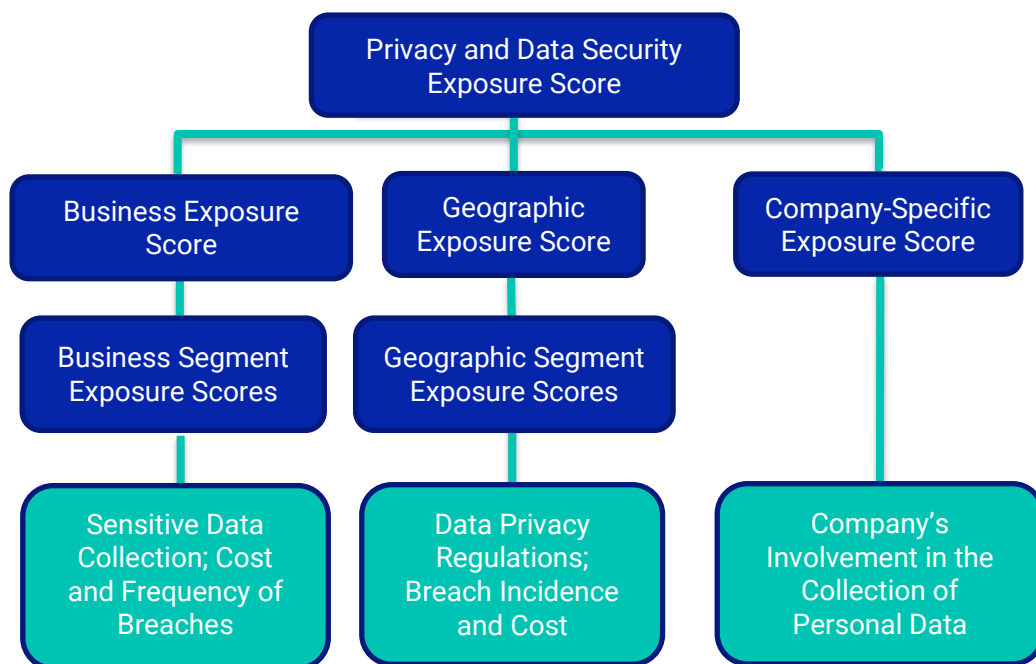 Privacy and Data Security
Exposure Score
Business Exposure
Score
Geographic
Exposure Score
Company-Specific
Exposure Score
Business Segment
Exposure Scores
Geographic Segment
Exposure Scores
Sensitive Data
Collection; Cost
and Frequency of
Breaches
Data Privacy
Regulations;
Breach Incidence
and Cost
Company’s
Involvement in the
Collection of
Personal Data